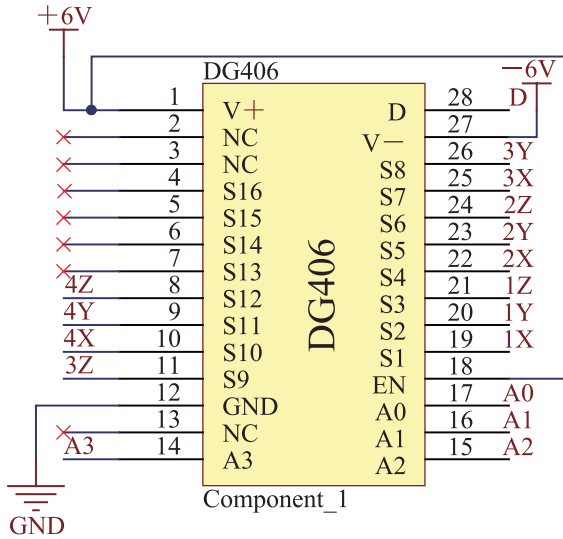 +6V
DG406
-6V
1 V+ D 28 D
2 NC V- 27
3 NC S8 26 3Y
4 S16 S7 25 3X
5 S15 S6 24 2Z
6 S14 S5 23 2Y
7 S13 S4 22 2X
4Z 8 S12 S3 21 1Z
4Y 9 S11 S2 20 1Y
4X 10 S10 S1 19 1X
3Z 11 S9 EN 18
12 GND A0 17 A0
13 NC A1 16 A1
A3 14 A3 A2 15 A2
DG406
Component_1
GND